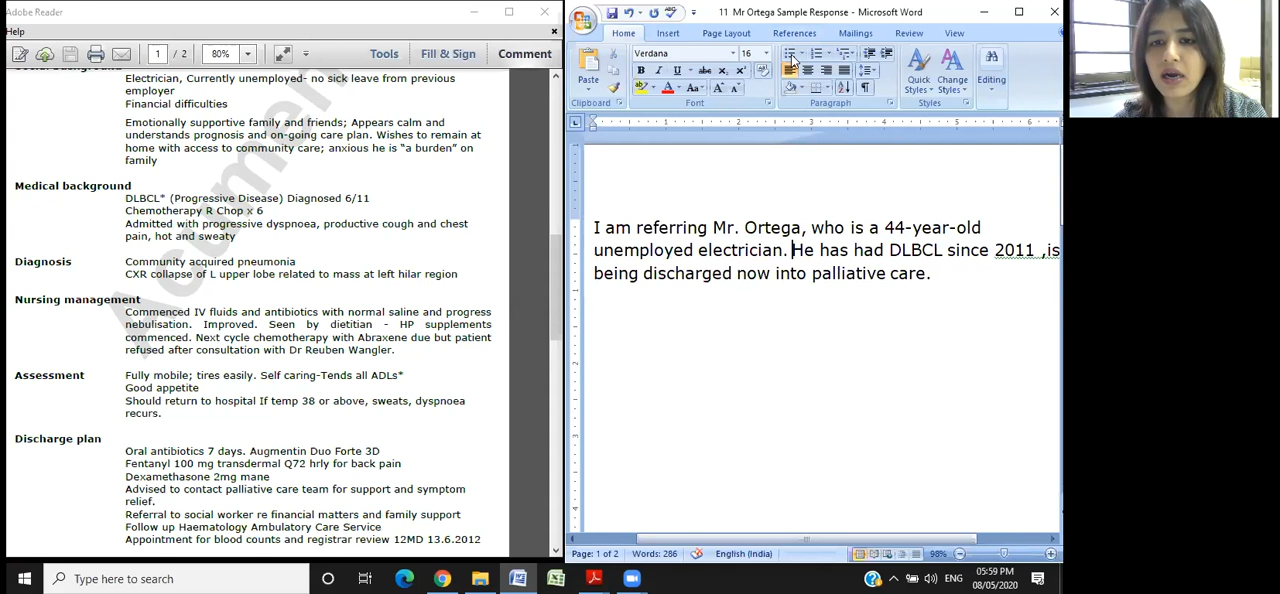 Adobe Reader
11 Mr Ortega Sample Response - Microsoft Word
Help
Home Insert Page Layout References Mailings Review View
1 / 2 80% Tools Fill & Sign Comment
Verdana 16
Paste Quick Styles Change Styles Editing
Clipboard Font Paragraph Styles
Electrician, Currently unemployed- no sick leave from previous
employer
Financial difficulties
Emotionally supportive family and friends; Appears calm and
understands prognosis and on-going care plan. Wishes to remain at
home with access to community care; anxious he is “a burden” on
family
Medical background
DLBCL* (Progressive Disease) Diagnosed 6/11
Chemotherapy R Chop x 6
Admitted with progressive dyspnoea, productive cough and chest
pain, hot and sweaty
Diagnosis Community acquired pneumonia
CXR collapse of L upper lobe related to mass at left hilar region
Nursing management
Commenced IV fluids and antibiotics with normal saline and progress
nebulisation. Improved. Seen by dietitian - HP supplements
commenced. Next cycle chemotherapy with Abraxene due but patient
refused after consultation with Dr Reuben Wangler.
Assessment Fully mobile; tires easily. Self caring-Tends all ADLs*
Good appetite
Should return to hospital If temp 38 or above, sweats, dyspnoea
recurs.
Discharge plan
Oral antibiotics 7 days. Augmentin Duo Forte 3D
Fentanyl 100 mg transdermal Q72 hrly for back pain
Dexamethasone 2mg mane
Advised to contact palliative care team for support and symptom
relief.
Referral to social worker re financial matters and family support
Follow up Haematology Ambulatory Care Service
Appointment for blood counts and registrar review 12MD 13.6.2012
I am referring Mr. Ortega, who is a 44-year-old
unemployed electrician. He has had DLBCL since 2011 ,is
being discharged now into palliative care.
Page: 1 of 2 Words: 286 English (India) 98%
Type here to search
ENG
05:59 PM
08/05/2020